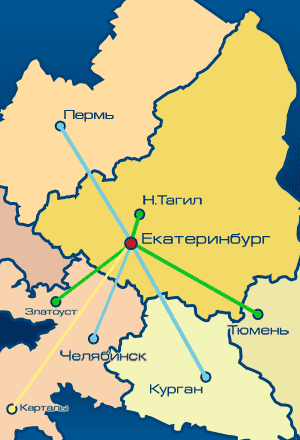 Пермь
Н.Тагил
Екатеринбург
Златоуст
Тюмень
Челябинск
Курган
Карталы